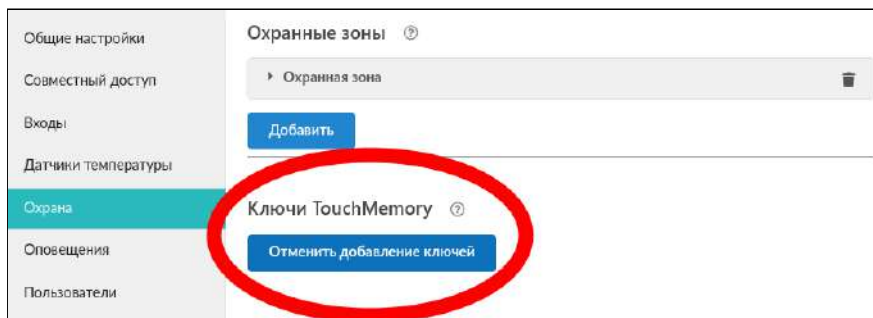 Общие настройки
Совместный доступ
Входы
Датчики температуры
Охрана
Оповещения
Пользователи
Охранные зоны
Охранная зона
Добавить
Ключи TouchMemory
Отменить добавление ключей